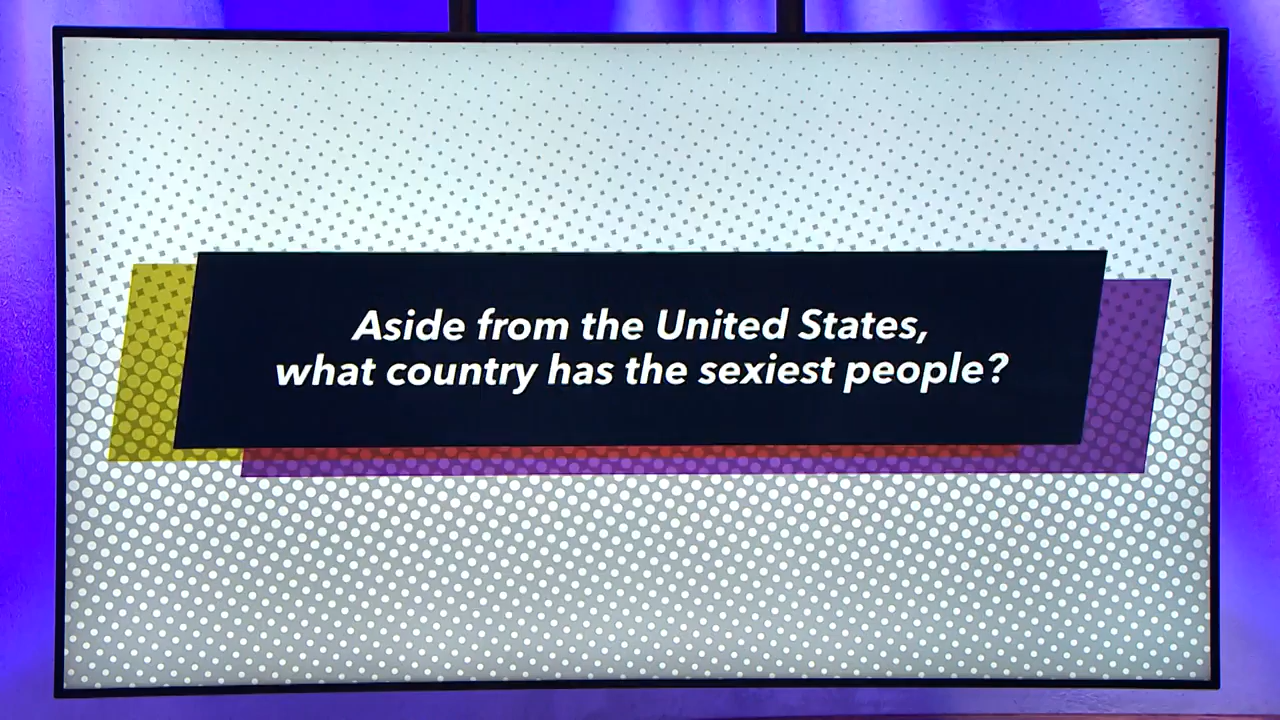 Aside from the United States,
what country has the sexiest people?